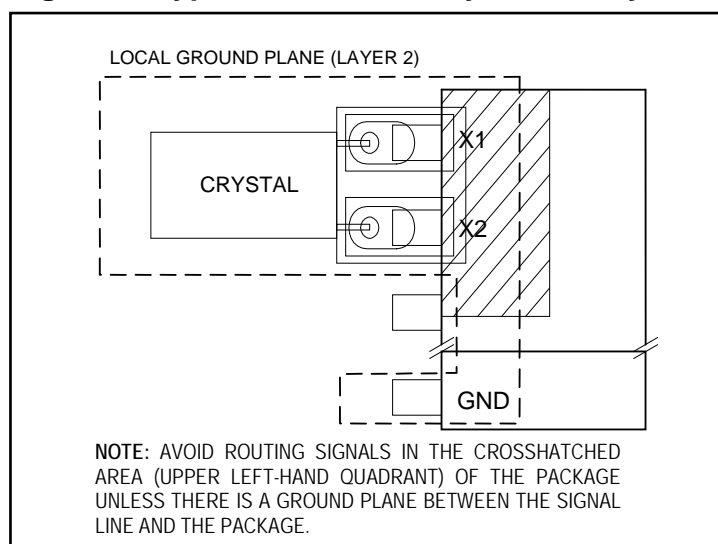 LOCAL GROUND PLANE (LAYER 2)
X1
CRYSTAL
X2
GND
NOTE: AVOID ROUTING SIGNALS IN THE CROSSHATCHED
AREA (UPPER LEFT-HAND QUADRANT) OF THE PACKAGE
UNLESS THERE IS A GROUND PLANE BETWEEN THE SIGNAL
LINE AND THE PACKAGE.